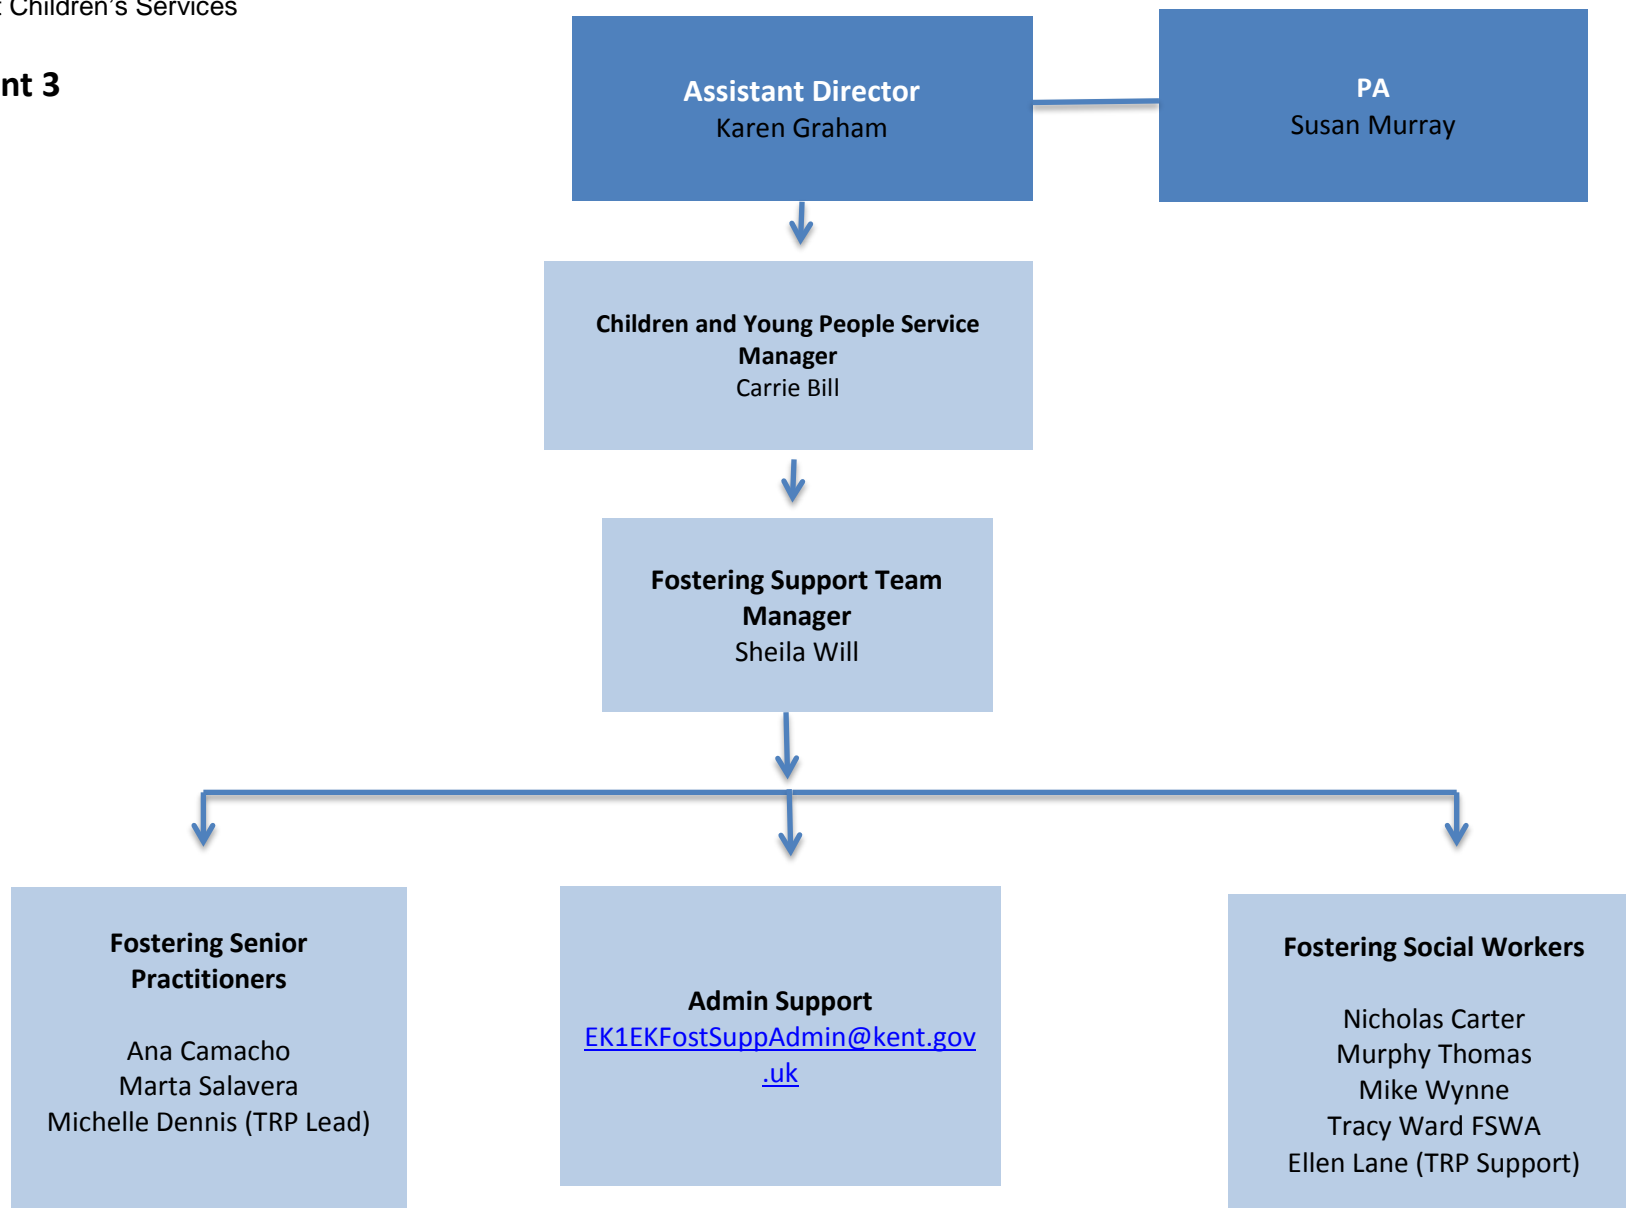 Children's Services
nt 3
Assistant Director
Karen Graham
PA
Susan Murray
Children and Young People Service
Manager
Carrie Bill
Fostering Support Team
Manager
Sheila Will
Fostering Senior
Practitioners
Ana Camacho
Marta Salavera
Michelle Dennis (TRP Lead)
Admin Support
EK1EKFostSuppAdmin@kent.gov
.uk
Fostering Social Workers
Nicholas Carter
Murphy Thomas
Mike Wynne
Tracy Ward FSWA
Ellen Lane (TRP Support)